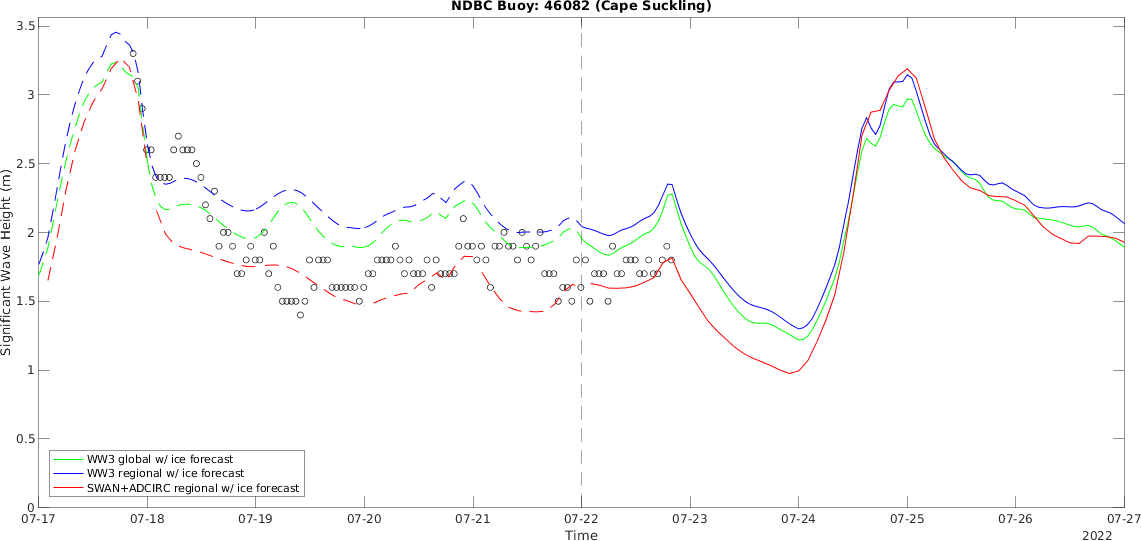 NDBC Buoy: 46082 (Cape Suckling)
3.5
3
2.5
2
1.5
1
0.5
0
Significant Wave Height (m)
WW3 global w/ ice forecast
WW3 regional w/ ice forecast
SWAN+ADCIRC regional w/ ice forecast
07-17 07-18 07-19 07-20 07-21 07-22 07-23 07-24 07-25 07-26 07-27
Time
2022